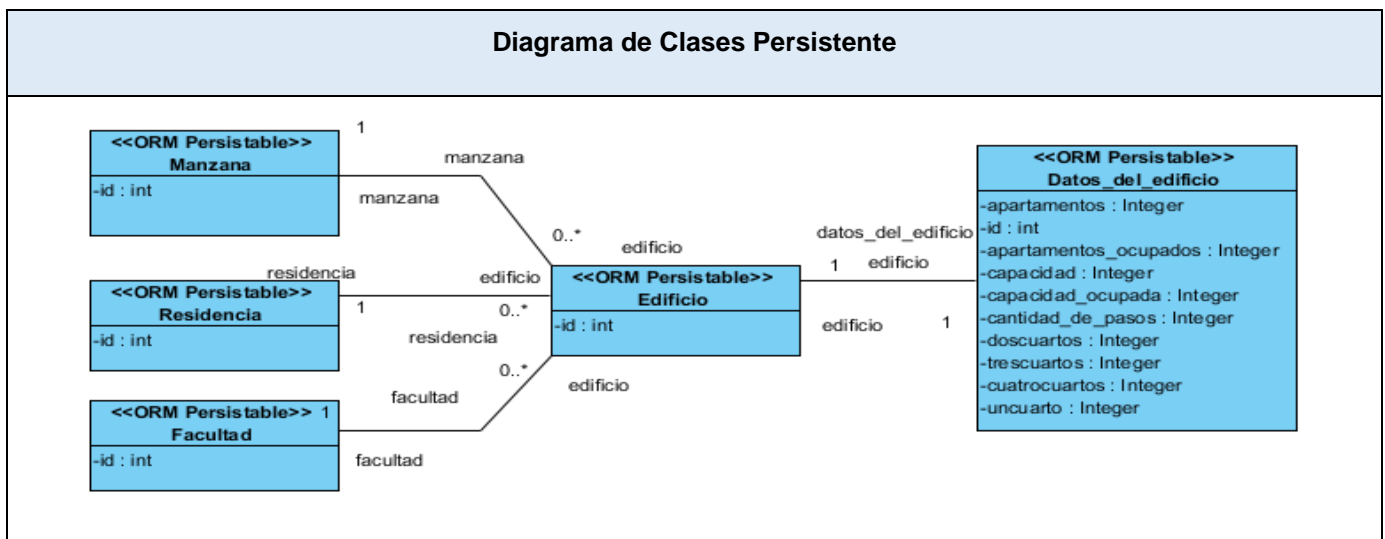 Diagrama de Clases Persistente
<<ORM Persistable>>
Manzana
-id : int
1
manzana
manzana
0..*
edificio
<<ORM Persistable>>
Residencia
-id : int
residencia
1
edificio
0..*
residencia
<<ORM Persistable>>
Facultad
-id : int
1
facultad
facultad
0..*
edificio
<<ORM Persistable>>
Edificio
-id : int
datos_del_edificio
1
edificio
edificio
1
<<ORM Persistable>>
Datos_del_edificio
-apartamentos : Integer
-id : int
-apartamentos_ocupados : Integer
-capacidad : Integer
-capacidad_ocupada : Integer
-cantidad_de_pasos : Integer
-doscuartos : Integer
-trescuartos : Integer
-cuatrocuartos : Integer
-uncuarto : Integer